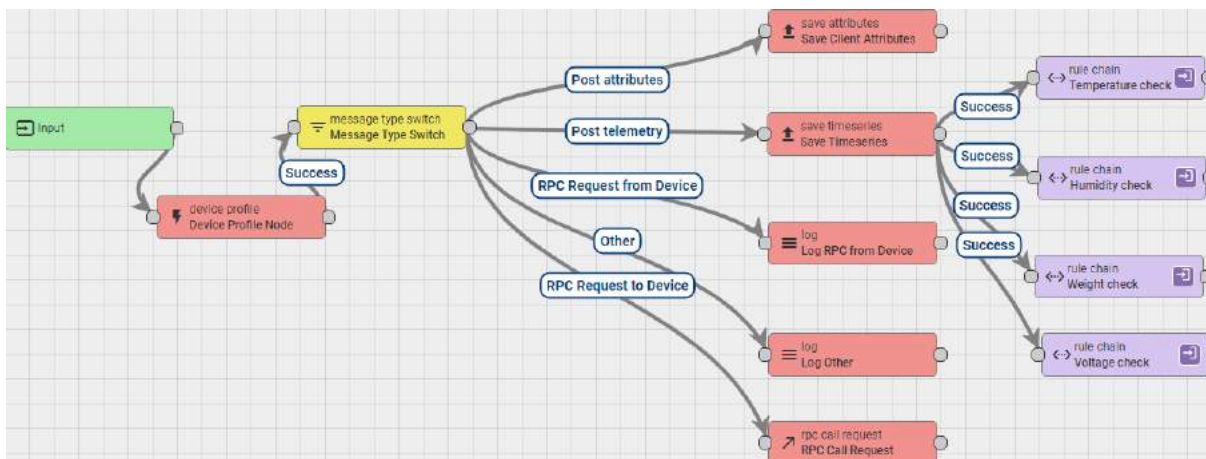 Input
device profile
Device Profile Node
Success
message type switch
Message Type Switch
Post attributes
Post telemetry
RPC Request from Device
Other
RPC Request to Device
save attributes
Save Client Attributes
save timeseries
Save Timeseries
log
Log RPC from Device
log
Log Other
rpc call request
RPC Call Request
Success
Success
Success
Success
rule chain
Temperature check
rule chain
Humidity check
rule chain
Weight check
rule chain
Voltage check